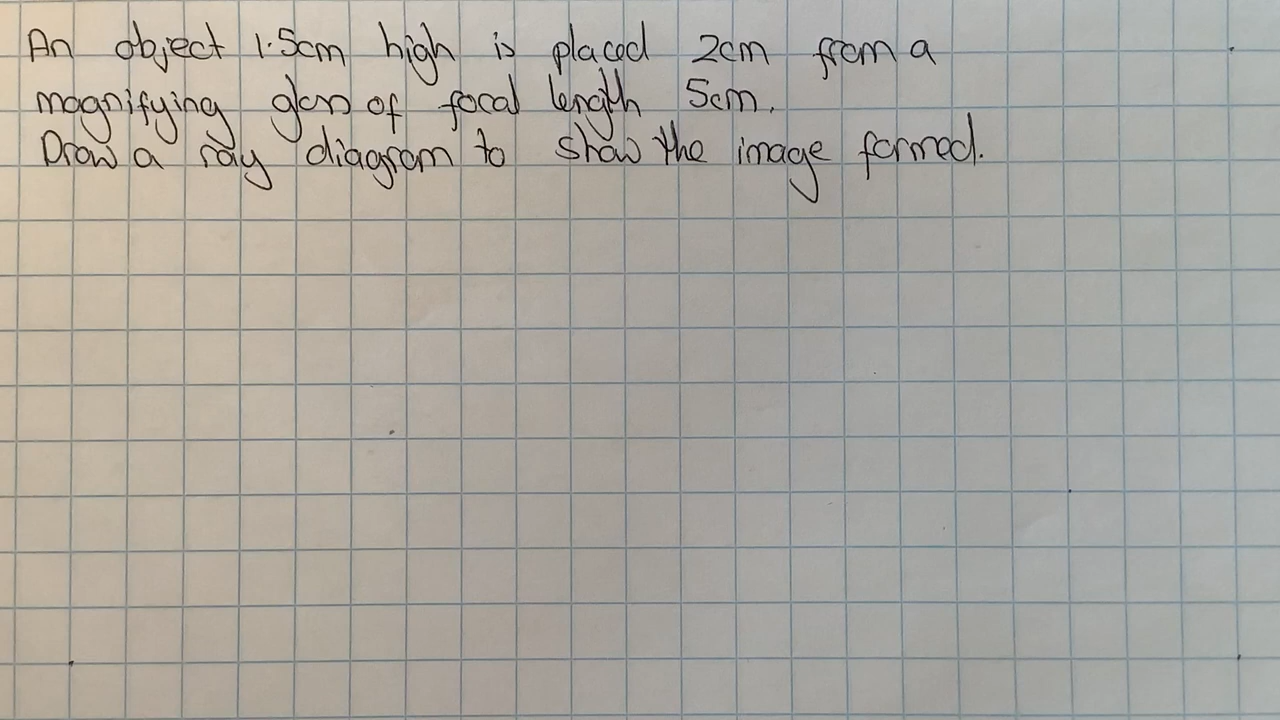 An object 1.5cm high is placed 2cm from a
magnifying glass of focal length 5cm.
Draw a ray diagram to show the image formed.